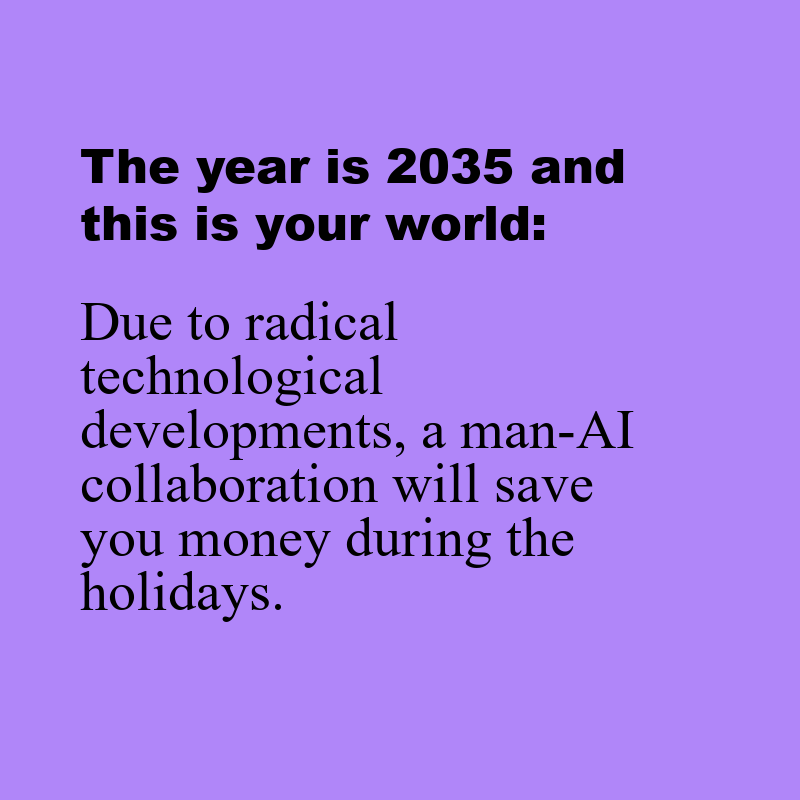 The year is 2035 and
this is your world:
Due to radical
technological
developments, a man-AI
collaboration will save
you money during the
holidays.